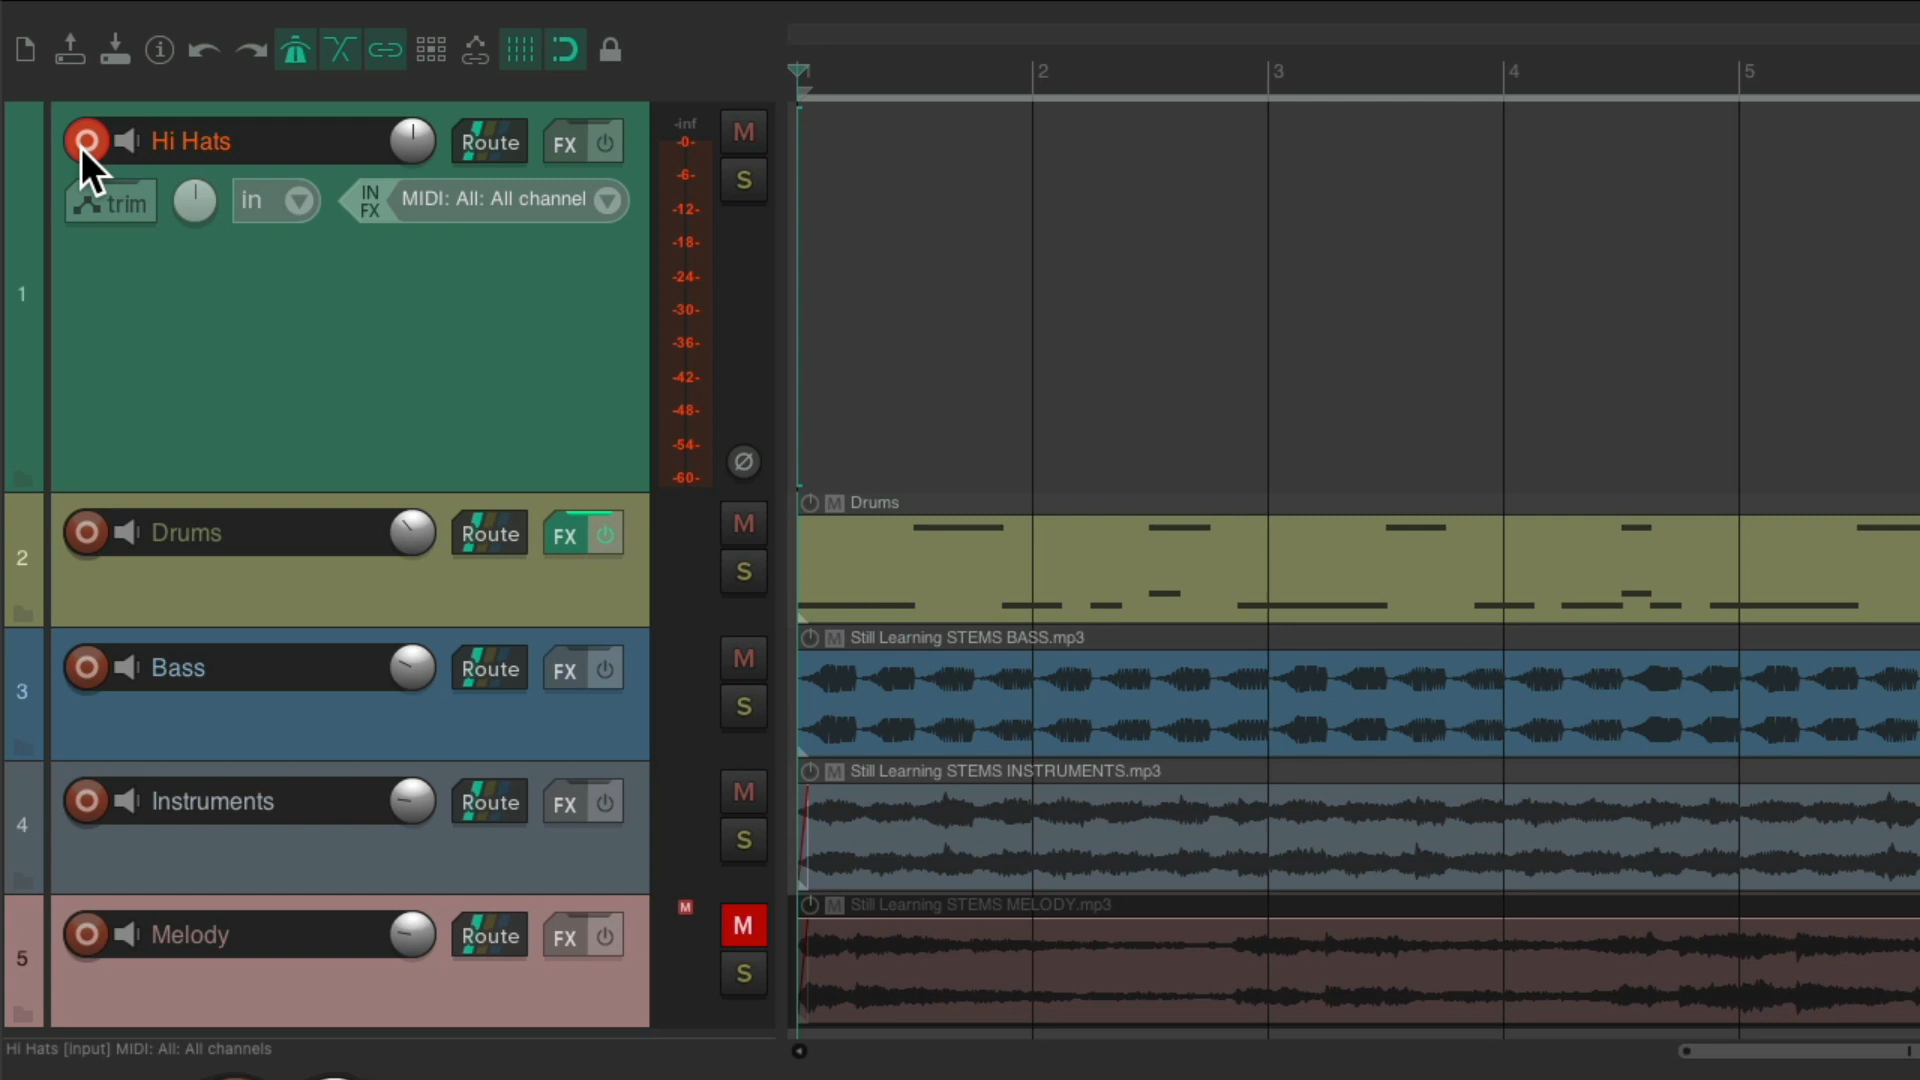 1
2
3
4
5
Hi Hats
Route
FX
trim
in
IN
FX
MIDI: All: All channel
-inf
-0-
-6-
-12-
-18-
-24-
-30-
-36-
-42-
-48-
-54-
-60-
M
S
1
Drums
Route
FX
M
S
2
M Drums
Bass
Route
FX
M
S
3
M Still Learning STEMS BASS.mp3
Instruments
Route
FX
M
S
4
M Still Learning STEMS INSTRUMENTS.mp3
Melody
Route
FX
M
M
S
5
M Still Learning STEMS MELODY.mp3
Hi Hats [input] MIDI: All: All channels